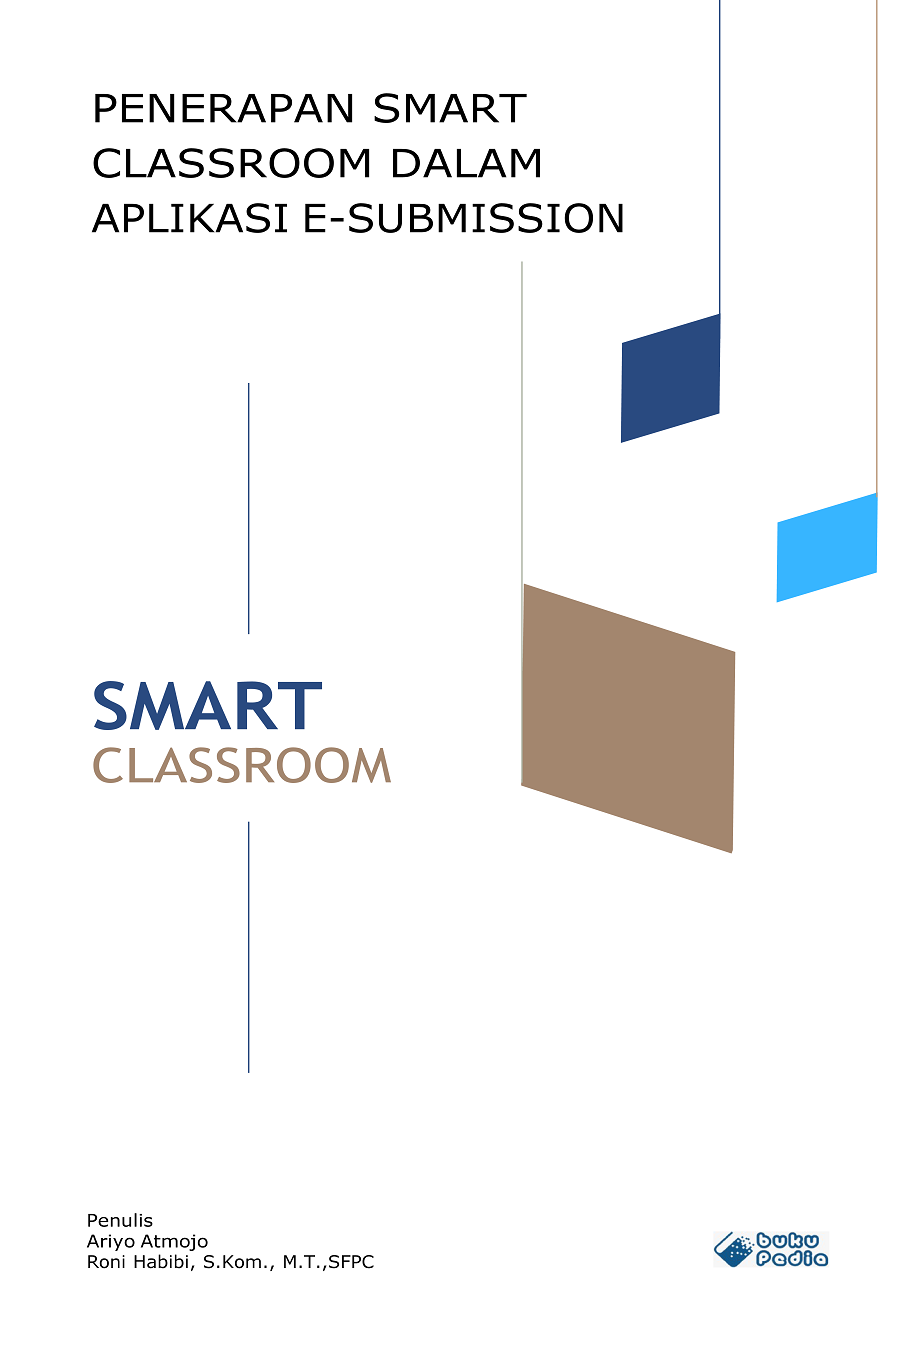 PENERAPAN SMART
CLASSROOM DALAM
APLIKASI E-SUBMISSION
SMART
CLASSROOM
Penulis
Ariyo Atmojo
Roni Habibi, S.Kom., M.T.,SFPC
buku
Pedia